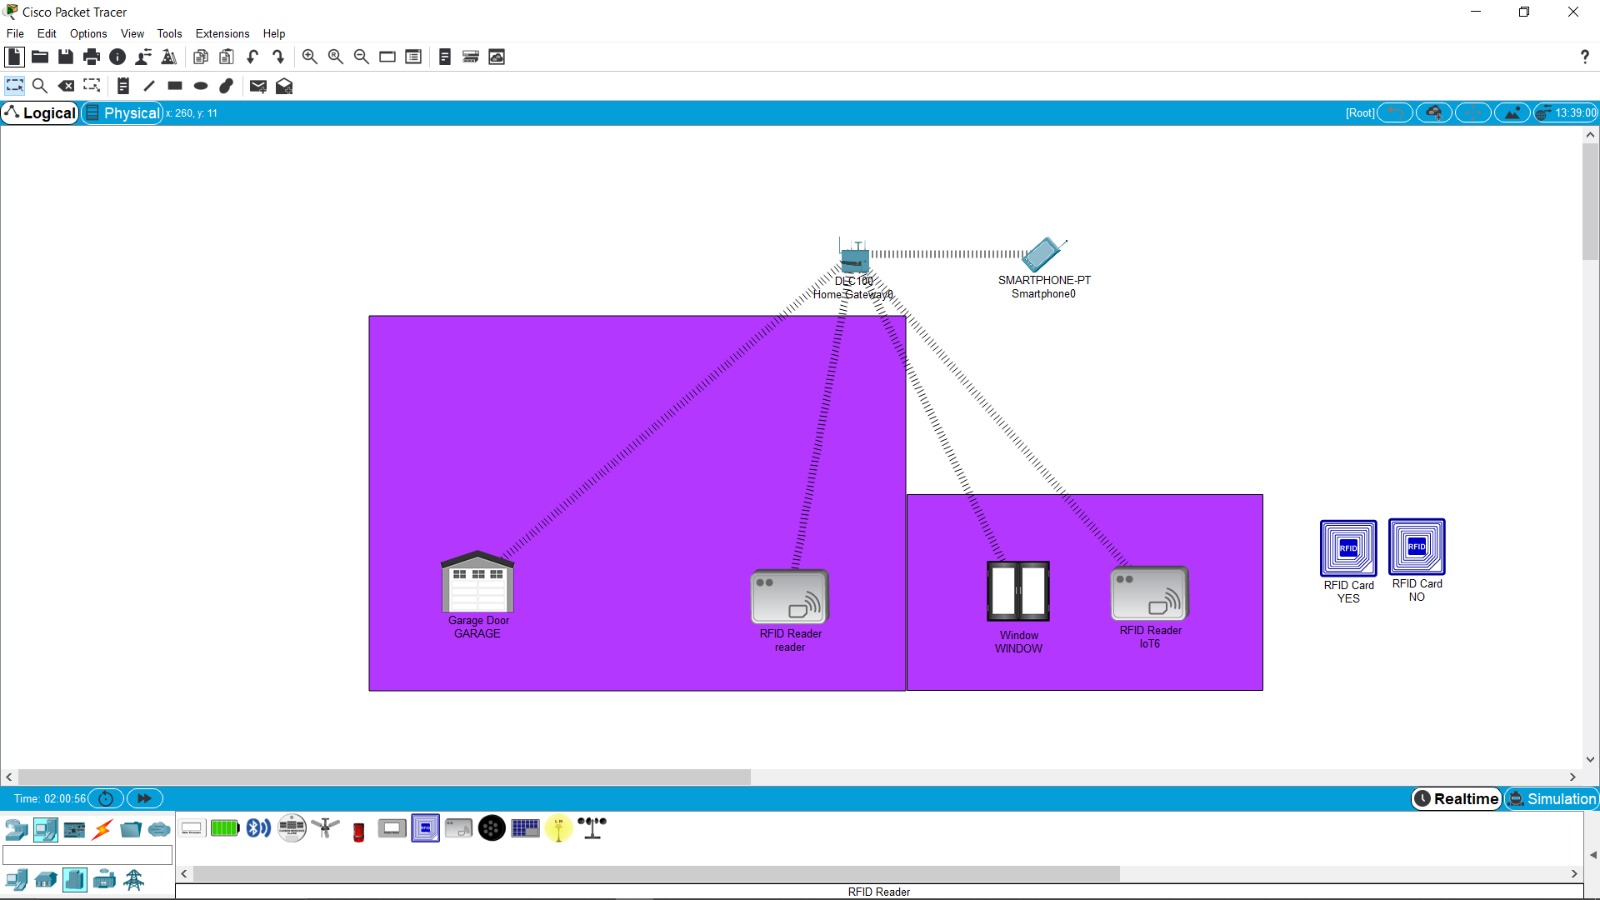 Cisco Packet Tracer
File Edit Options View Tools Extensions Help
?
Logical Physical x: 260, y: 11 [Root] 13:39:00
DLC100
Home Gateway0
SMARTPHONE-PT
Smartphone0
Garage Door
GARAGE
RFID Reader
reader
Window
WINDOW
RFID Reader
IoT6
RFID
RFID Card
YES
RFID
RFID Card
NO
Time: 02:00:56 Realtime Simulation
RFID Reader